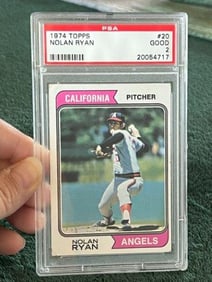 PSA
1974 TOPPS #20
NOLAN RYAN GOOD
2
20054717
CALIFORNIA PITCHER
NOLAN
RYAN ANGELS